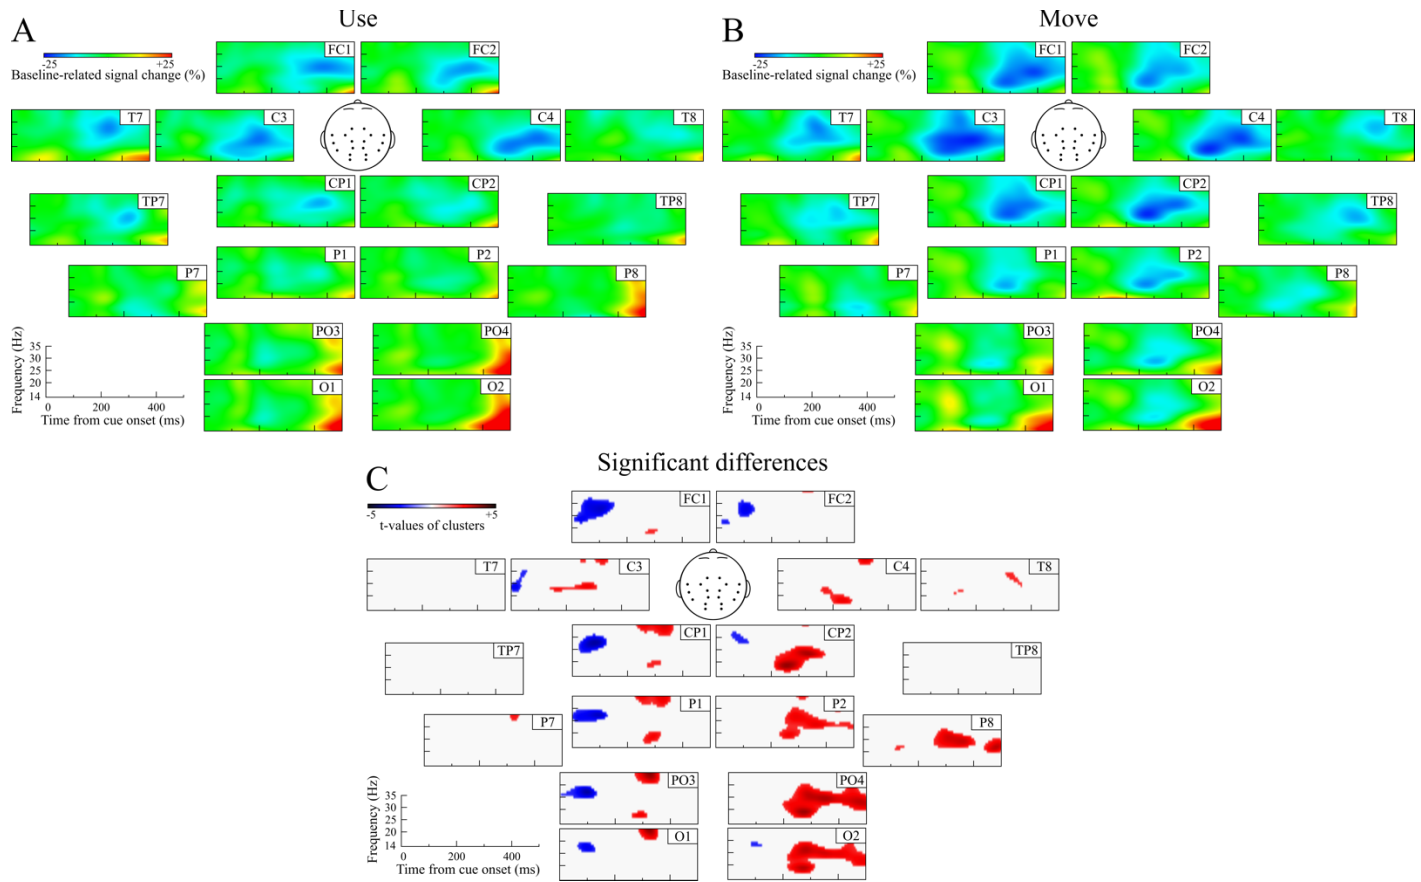 A
Use
-25 +25
Baseline-related signal change (%)
FC1
FC2
T7
C3
C4
T8
CP1
CP2
TP7
TP8
P1
P2
P7
P8
PO3
PO4
O1
O2
Frequency (Hz)
35
30
25
20
14
0 200 400
Time from cue onset (ms)
B
Move
-25 +25
Baseline-related signal change (%)
FC1
FC2
T7
C3
C4
T8
CP1
CP2
TP7
TP8
P1
P2
P7
P8
PO3
PO4
O1
O2
Frequency (Hz)
35
30
25
20
14
0 200 400
Time from cue onset (ms)
C
Significant differences
-5 +5
t-values of clusters
FC1
FC2
T7
C3
C4
T8
CP1
CP2
TP7
TP8
P1
P2
P7
P8
PO3
PO4
O1
O2
Frequency (Hz)
35
30
25
20
14
0 200 400
Time from cue onset (ms)